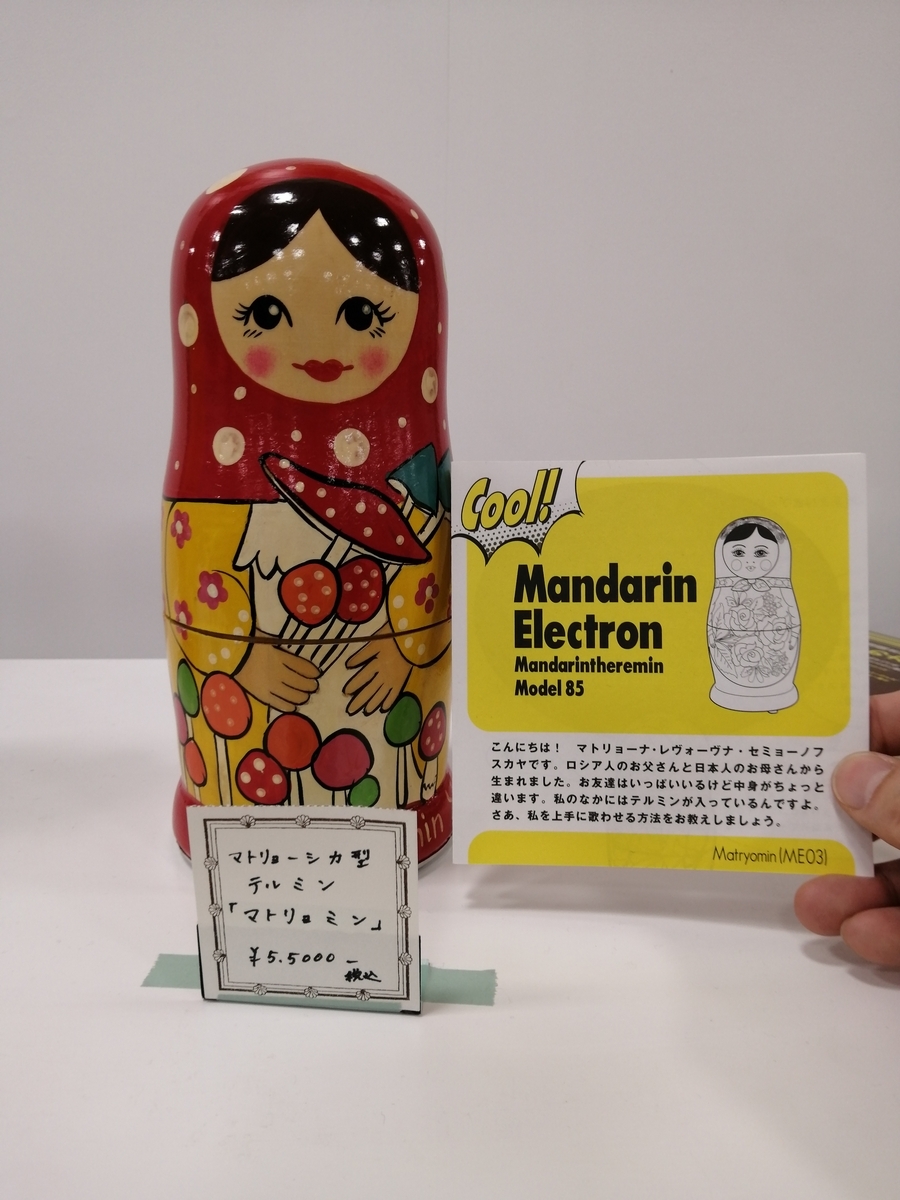 Cool!
Mandarin
Electron
Mandarintheremin
Model 85
こんにちは！ マトリョーナ・レヴォーヴナ・セミョーノフ
スカヤです。ロシア人のお父さんと日本人のお母さんから
生まれました。お友達はいっぱいいるけど中身がちょっと
違います。私のなかにはテルミンが入っているんですよ。
さあ、私を上手に歌わせる方法をお教えしましょう。
Matryomin (ME03)
min
マトリョーシカ型
テルミン
「マトリョミン」
¥5.5000-
税込